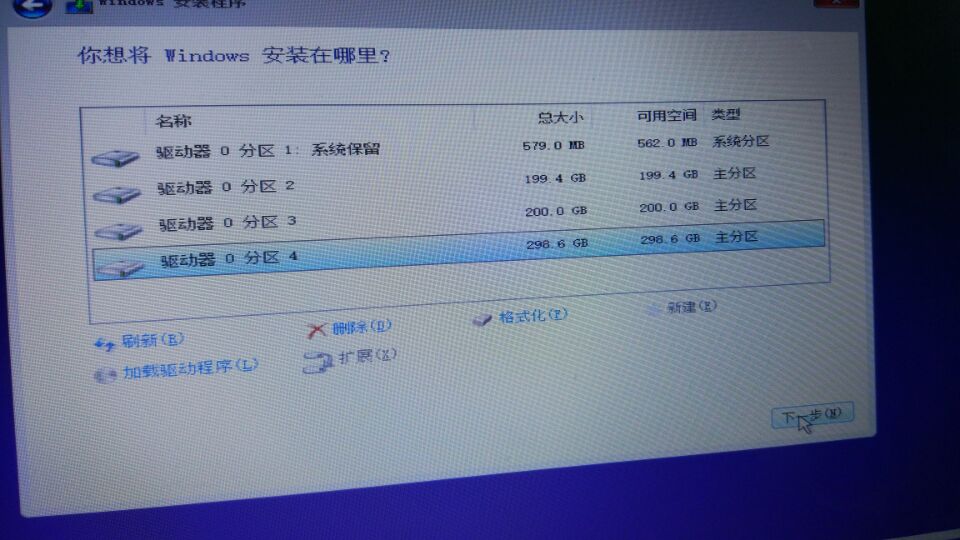 Windows 安装程序
你想将 Windows 安装在哪里?
名称 总大小 可用空间 类型
驱动器 0 分区 1: 系统保留 579.0 MB 562.0 MB 系统分区
驱动器 0 分区 2 199.4 GB 199.4 GB 主分区
驱动器 0 分区 3 200.0 GB 200.0 GB 主分区
驱动器 0 分区 4 298.6 GB 298.6 GB 主分区
刷新(R) 删除(D) 格式化(F) 新建(E)
加载驱动程序(L) 扩展(X)
下一步(N)